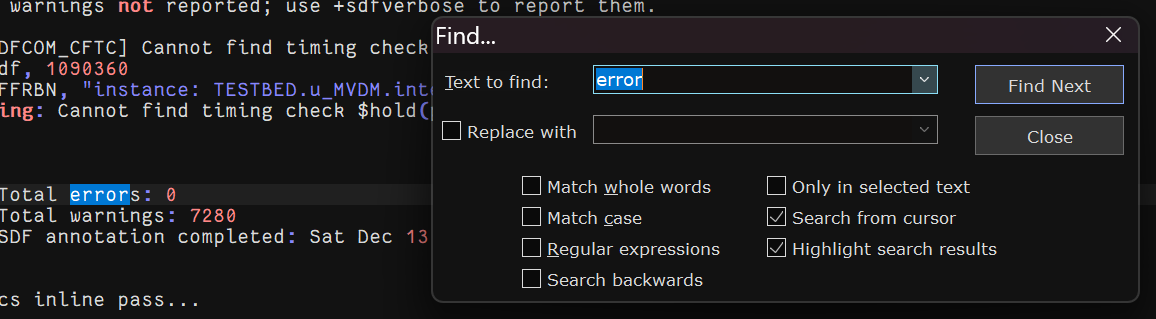 warnings not reported; use +sdfverbose to report them.
Find...
DFCOM_CFTC] Cannot find timing check
df, 1090360
FFRBN, "instance: TESTBED.u_MVDM.inte
ing: Cannot find timing check $hold(
Text to find:
error
Find Next
Replace with
Close
Match whole words
Only in selected text
Total errors: 0
Match case
Search from cursor
Total warnings: 7280
SDF annotation completed: Sat Dec 13
Regular expressions
Highlight search results
Search backwards
cs inline pass...